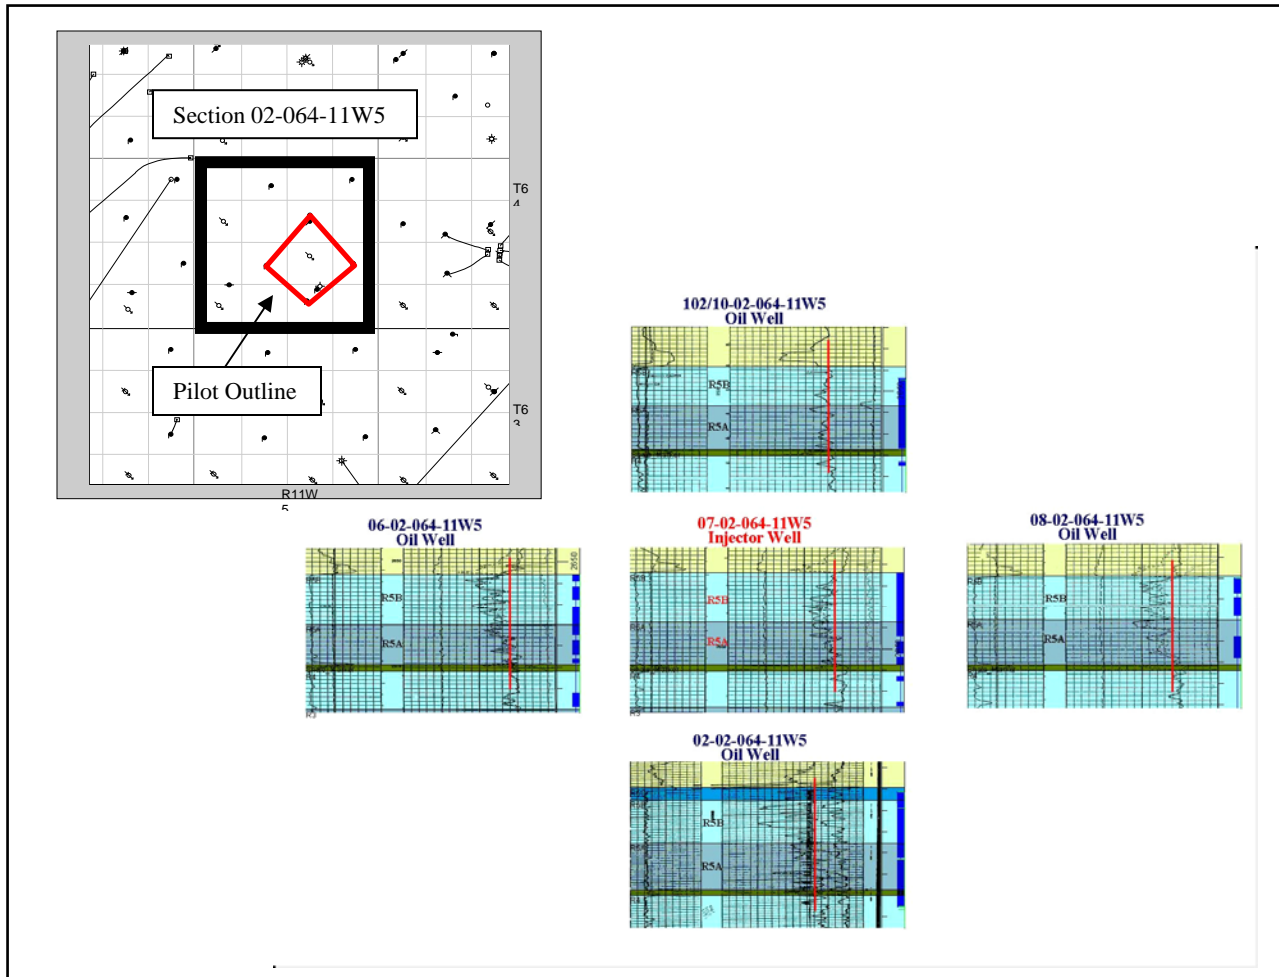 Section 02-064-11W5
T6
4
Pilot Outline
T6
3
R11W
5
102/10-02-064-11W5
Oil Well
R5B
R5A
06-02-064-11W5
Oil Well
2650
R5B
R5A
07-02-064-11W5
Injector Well
R5B
R5A
08-02-064-11W5
Oil Well
R5B
R5A
02-02-064-11W5
Oil Well
R5B
R5A